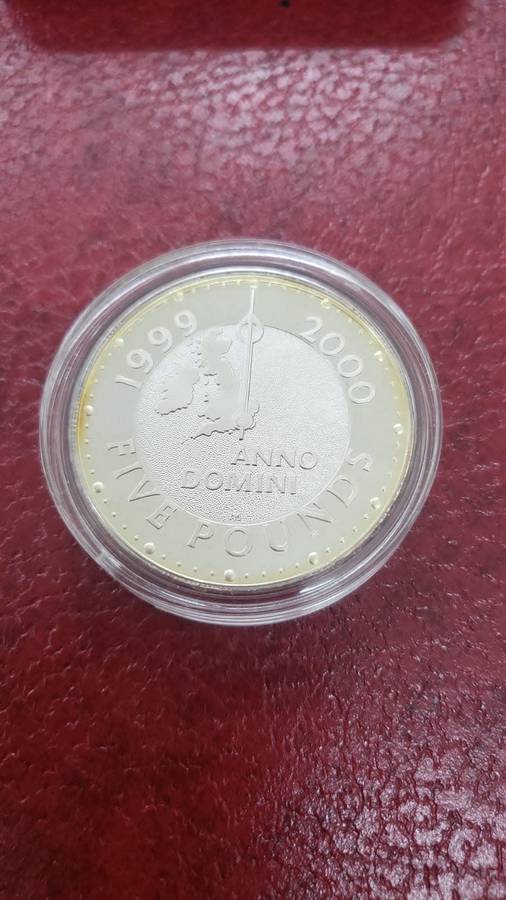 1999 2000
ANNO
DOMINI
FIVE POUNDS